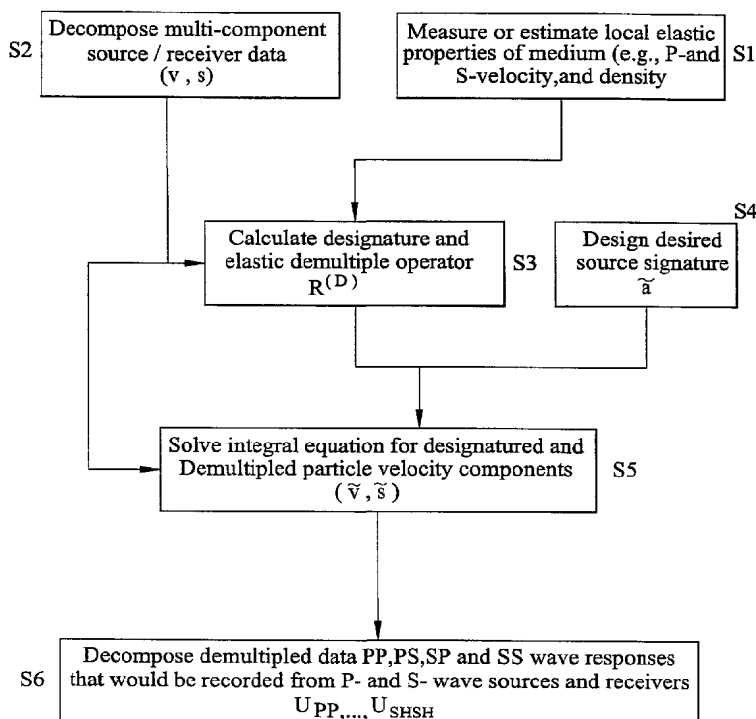 S2
Decompose multi-component
source / receiver data
(v , s)
Measure or estimate local elastic
properties of medium (e.g., P-and
S-velocity,and density
S1
Calculate designature and
elastic demultiple operator
R(D)
S3
S4
Design desired
source signature
ã
Solve integral equation for designatured and
Demultipled particle velocity components
( ṽ , s̃ )
S5
S6
Decompose demultipled data PP,PS,SP and SS wave responses
that would be recorded from P- and S- wave sources and receivers
UPP,...., USHSH